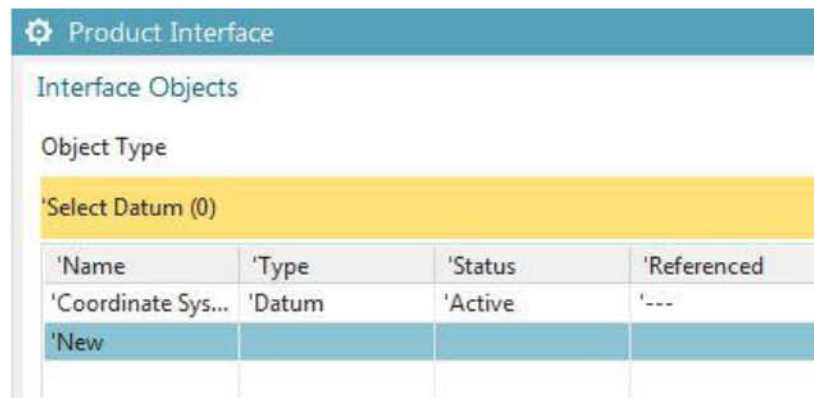 Product Interface
Interface Objects
Object Type
'Select Datum (0)
'Name 'Type 'Status 'Referenced
'Coordinate Sys... 'Datum 'Active '---
'New